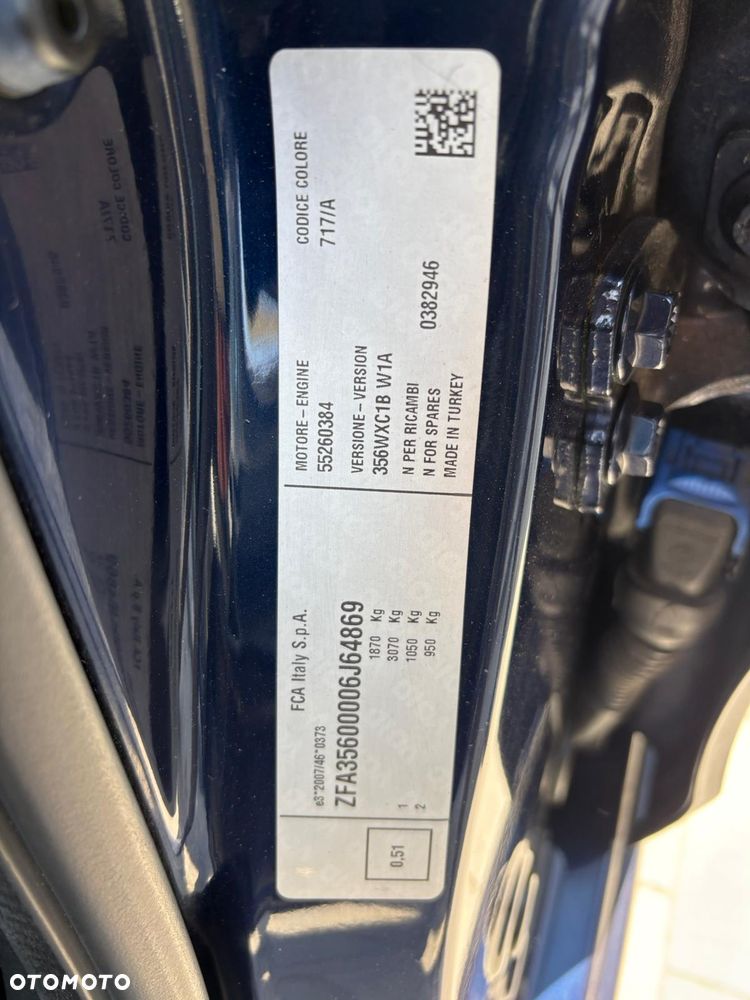 FCA Italy S.p.A.
e3*2007/46*0373
ZFA35600006J64869
1870 Kg
3070 Kg
1 1050 Kg
2 950 Kg
0,51
MOTORE-ENGINE
55260384
CODICE COLORE
717/A
VERSIONE-VERSION
356WXC1B W1A
N PER RICAMBI
N FOR SPARES 0382946
MADE IN TURKEY
OTOMOTO